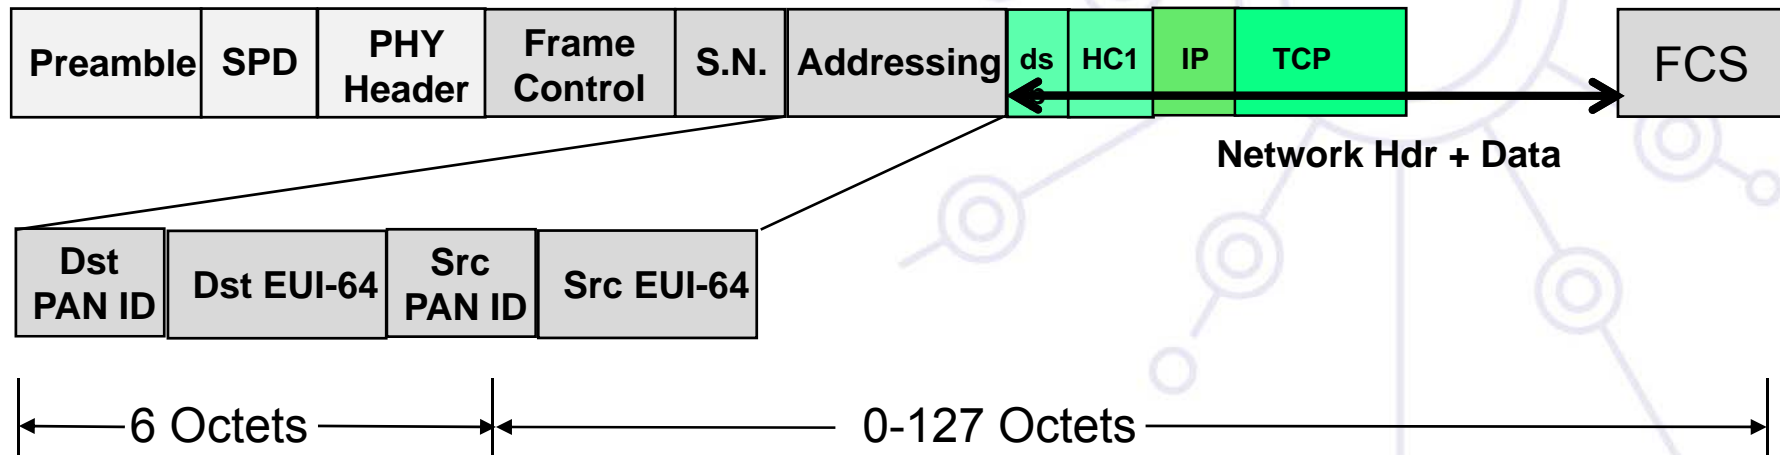 Preamble
SPD
PHY
Header
Frame
Control
S.N.
Addressing
ds
HC1
IP
TCP
FCS
Network Hdr + Data
Dst
PAN ID
Dst EUI-64
Src
PAN ID
Src EUI-64
6 Octets
0-127 Octets